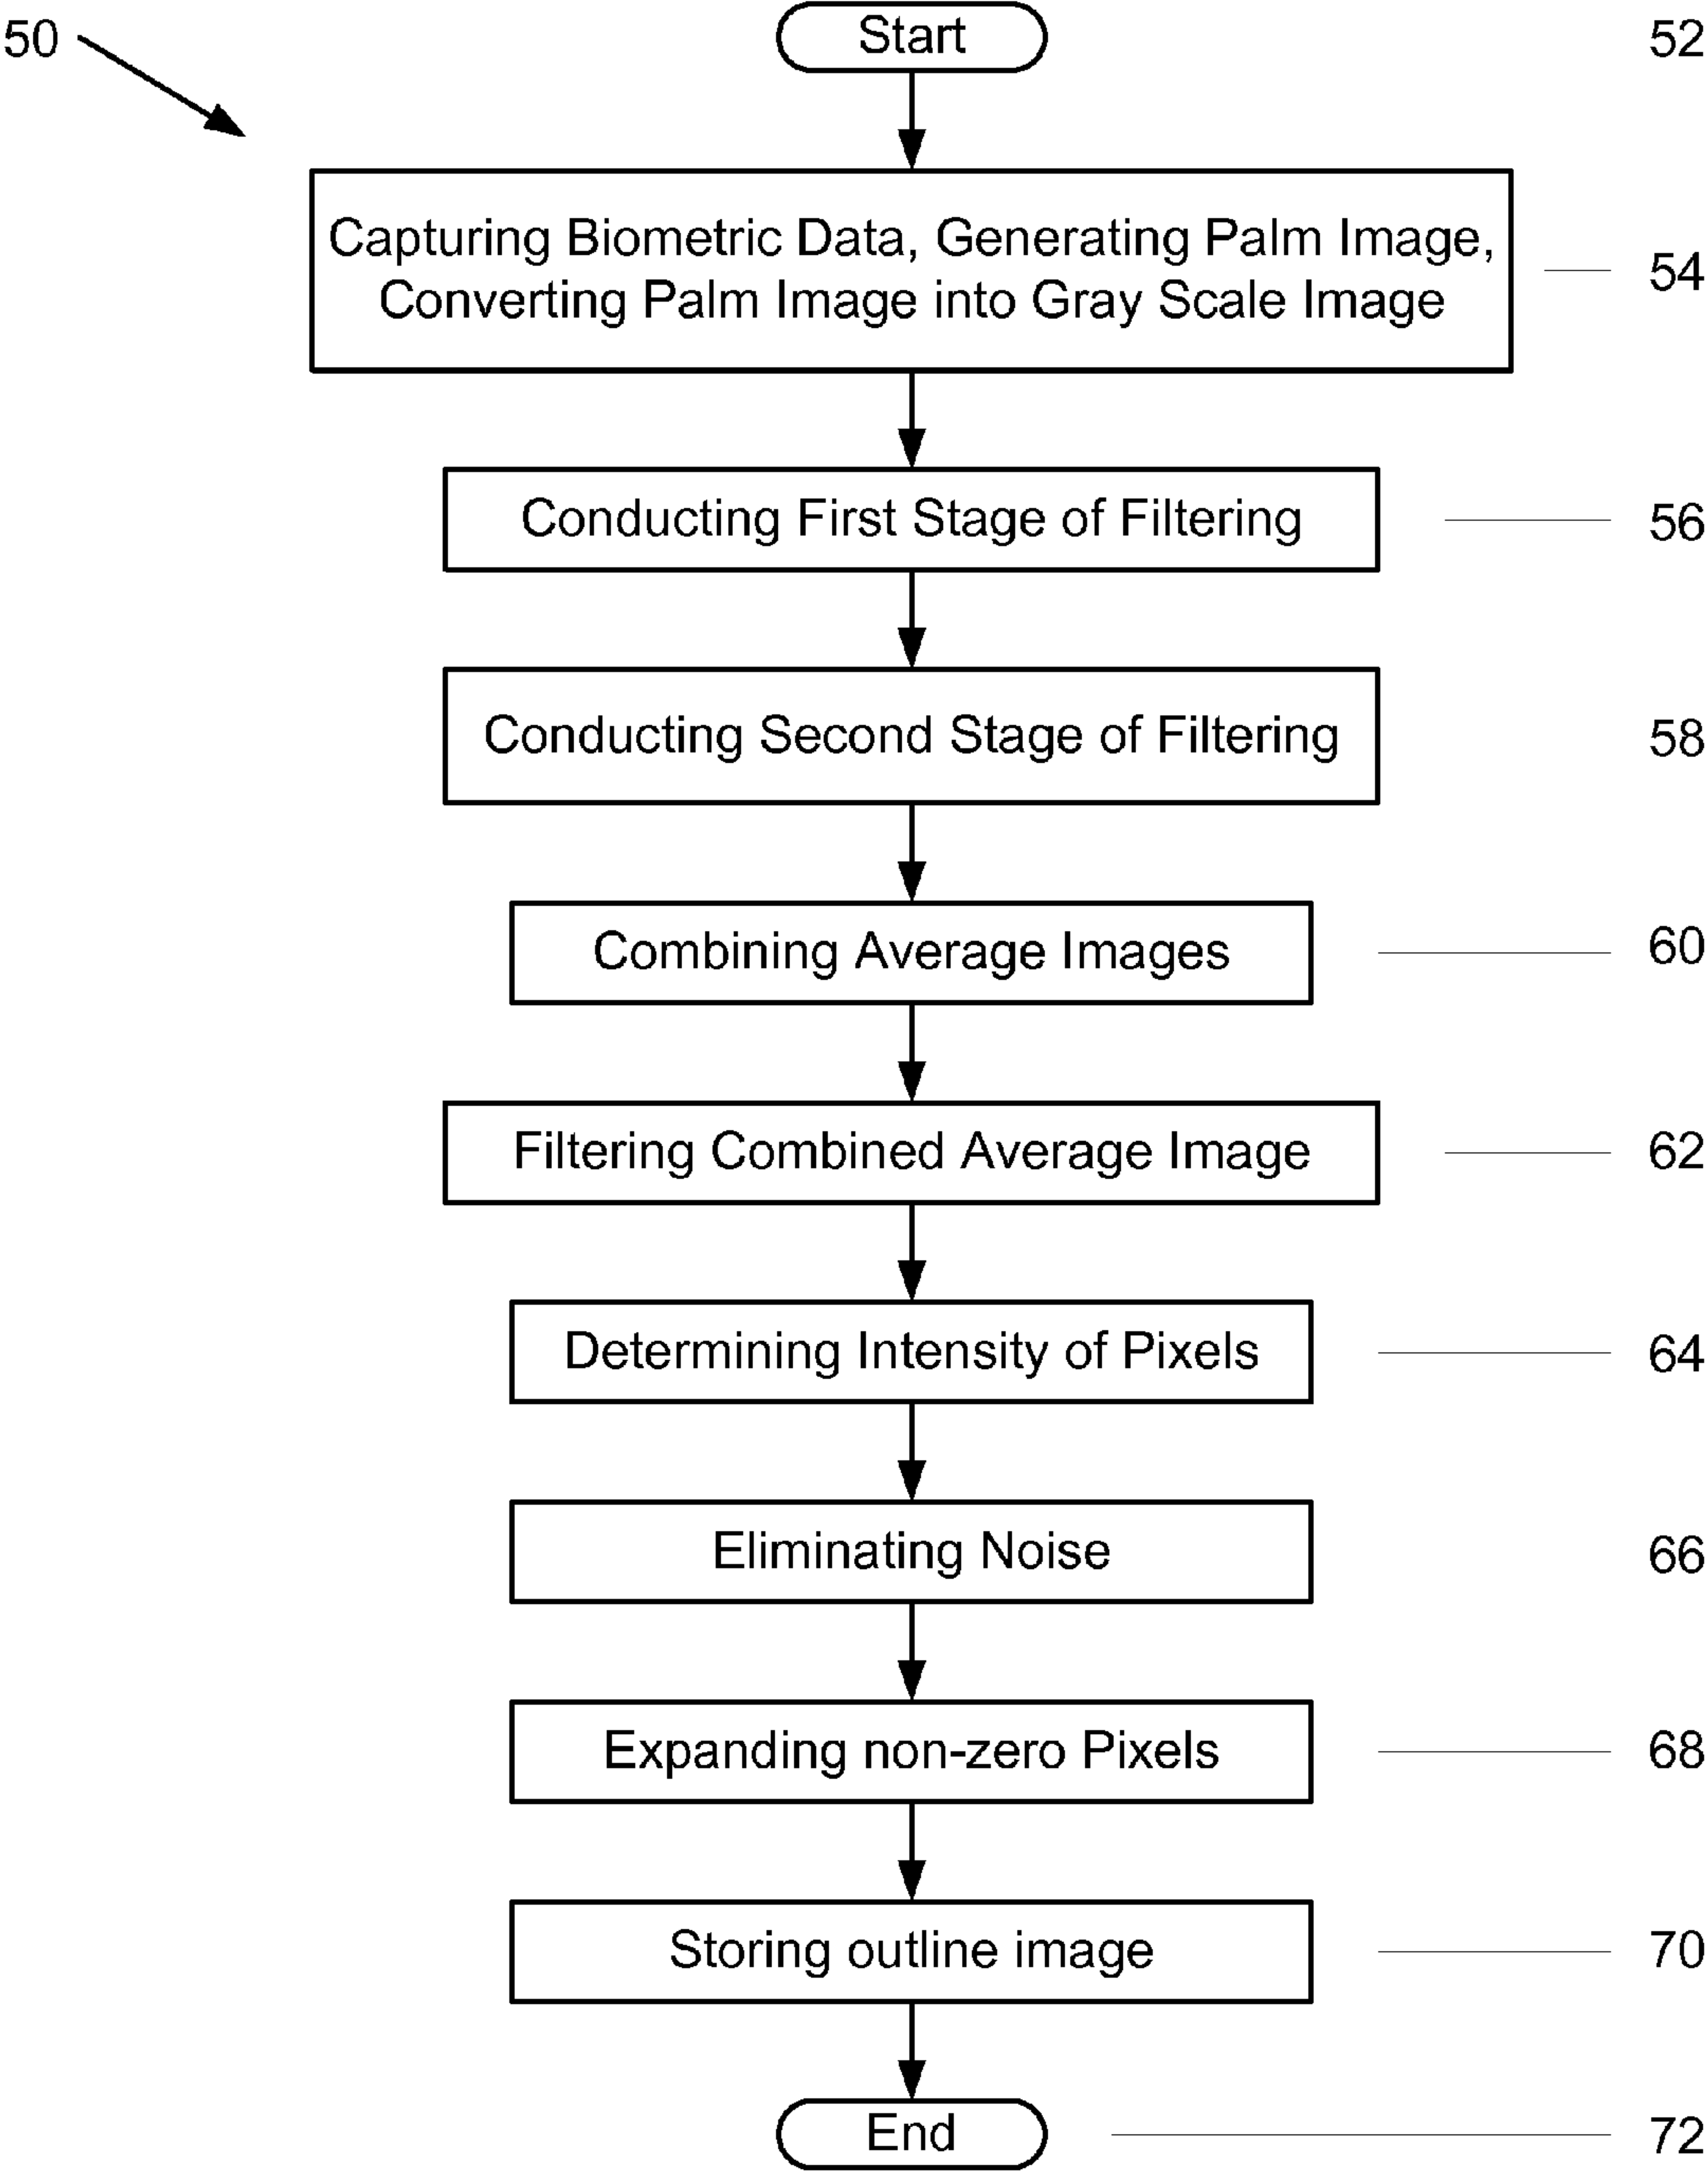 50
Start
52
Capturing Biometric Data, Generating Palm Image,
Converting Palm Image into Gray Scale Image
54
Conducting First Stage of Filtering
56
Conducting Second Stage of Filtering
58
Combining Average Images
60
Filtering Combined Average Image
62
Determining Intensity of Pixels
64
Eliminating Noise
66
Expanding non-zero Pixels
68
Storing outline image
70
End
72